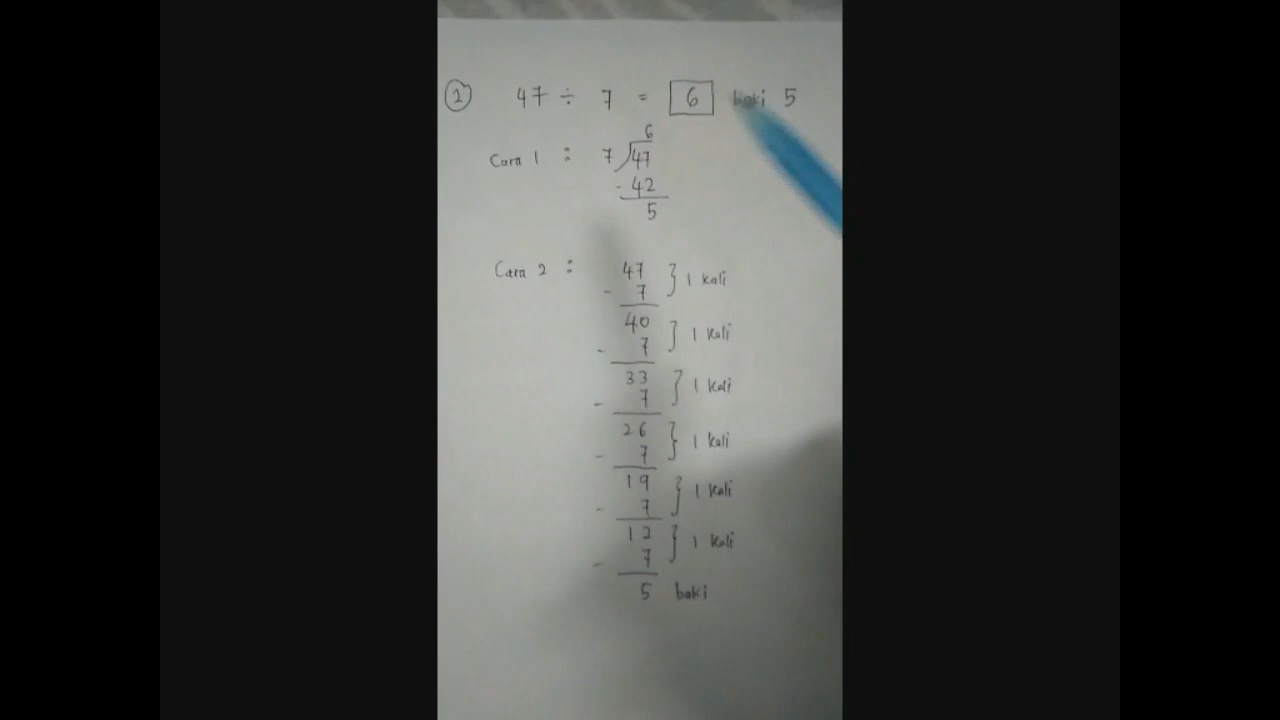 2 47 ÷ 7 = 6 baki 5
6
Cara 1 : 7 47
- 42
5
Cara 2 : 47 } 1 kali
- 7
40 } 1 kali
- 7
33 } 1 kali
- 7
26 } 1 kali
- 7
19 } 1 kali
- 7
12 } 1 kali
- 7
5 baki